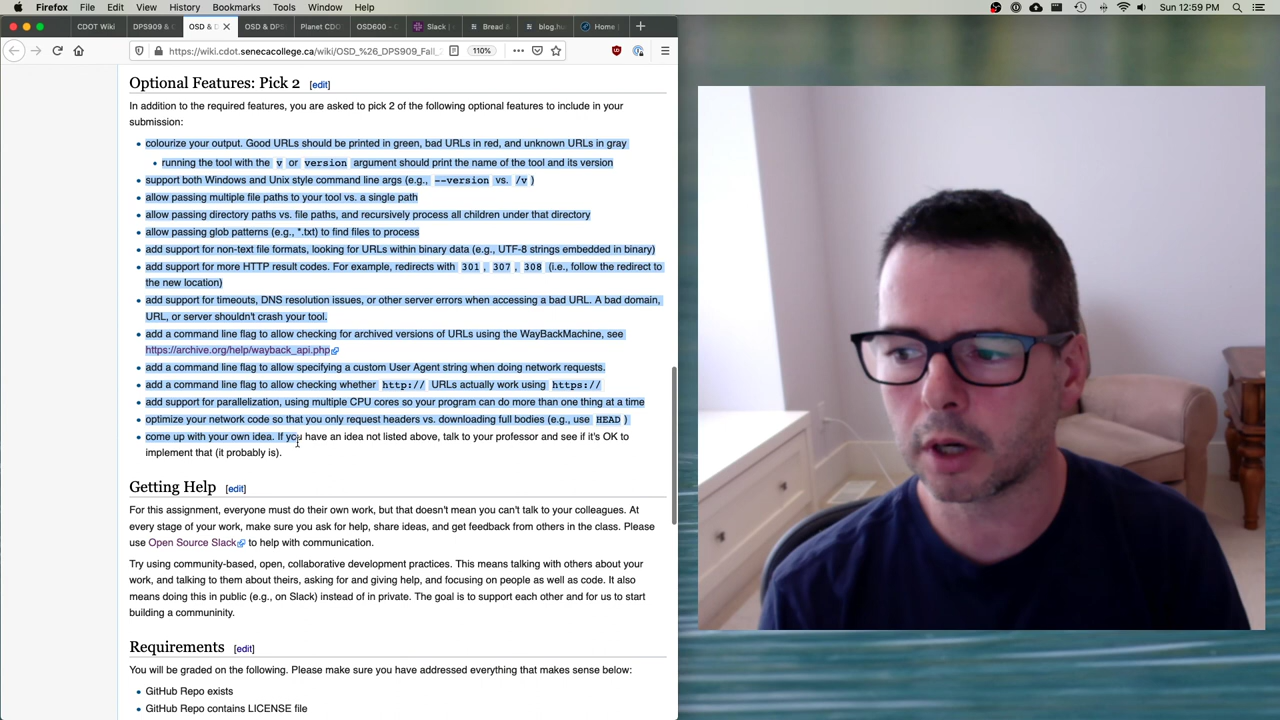 Firefox File Edit View History Bookmarks Tools Window Help
Sun 12:59 PM
CDOT Wiki DPS909 & OSD & D OSD & DPS Planet CDO OSD600 - Slack | Bread & blog.hu Home |
https://wiki.cdot.senecacollege.ca/wiki/OSD_%26_DPS909_Fall_ 110%
Optional Features: Pick 2 [edit]
In addition to the required features, you are asked to pick 2 of the following optional features to include in your
submission:
colourize your output. Good URLs should be printed in green, bad URLs in red, and unknown URLs in gray
running the tool with the v or version argument should print the name of the tool and its version
support both Windows and Unix style command line args (e.g., --version vs. /v )
allow passing multiple file paths to your tool vs. a single path
allow passing directory paths vs. file paths, and recursively process all children under that directory
allow passing glob patterns (e.g., *.txt) to find files to process
add support for non-text file formats, looking for URLs within binary data (e.g., UTF-8 strings embedded in binary)
add support for more HTTP result codes. For example, redirects with 301 , 307 , 308 (i.e., follow the redirect to
the new location)
add support for timeouts, DNS resolution issues, or other server errors when accessing a bad URL. A bad domain,
URL, or server shouldn't crash your tool.
add a command line flag to allow checking for archived versions of URLs using the WayBackMachine, see
https://archive.org/help/wayback_api.php
add a command line flag to allow specifying a custom User Agent string when doing network requests.
add a command line flag to allow checking whether http:// URLs actually work using https://
add support for parallelization, using multiple CPU cores so your program can do more than one thing at a time
optimize your network code so that you only request headers vs. downloading full bodies (e.g., use HEAD )
come up with your own idea. If you have an idea not listed above, talk to your professor and see if it's OK to
implement that (it probably is).
Getting Help [edit]
For this assignment, everyone must do their own work, but that doesn't mean you can't talk to your colleagues. At
every stage of your work, make sure you ask for help, share ideas, and get feedback from others in the class. Please
use Open Source Slack to help with communication.
Try using community-based, open, collaborative development practices. This means talking with others about your
work, and talking to them about theirs, asking for and giving help, and focusing on people as well as code. It also
means doing this in public (e.g., on Slack) instead of in private. The goal is to support each other and for us to start
building a communinity.
Requirements [edit]
You will be graded on the following. Please make sure you have addressed everything that makes sense below:
GitHub Repo exists
GitHub Repo contains LICENSE file